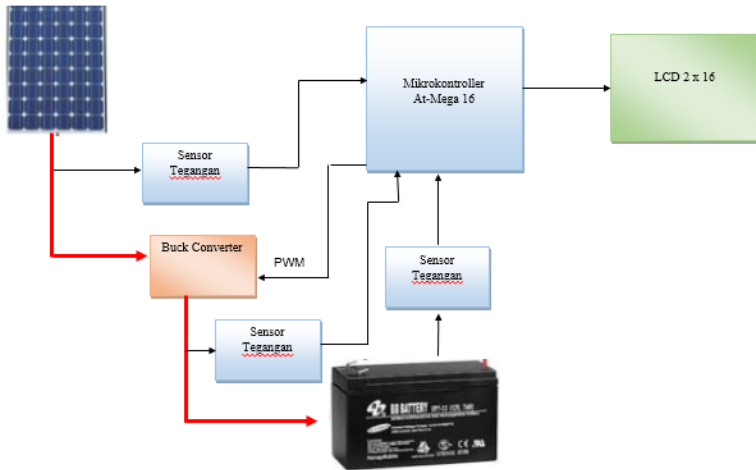 Mikrokontroller
At-Mega 16
LCD 2 x 16
Sensor
Tegangan
Buck Converter
PWM
Sensor
Tegangan
Sensor
Tegangan
BB BATTERY